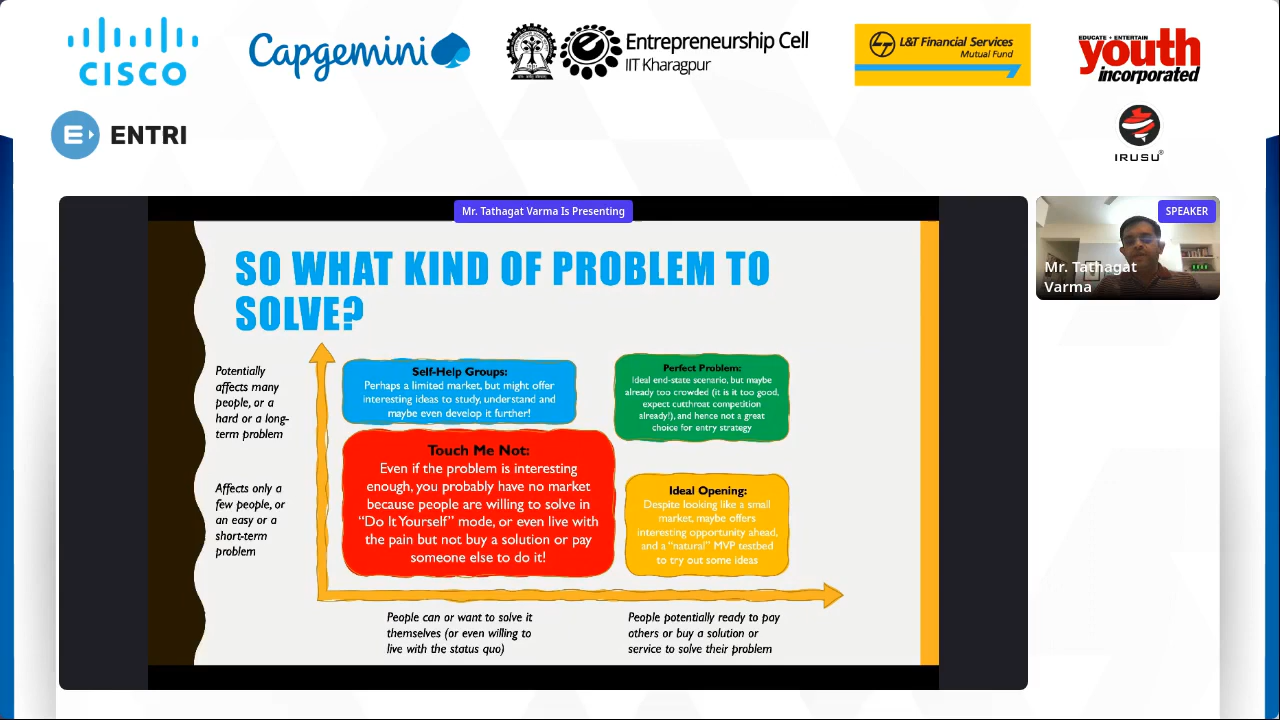 CISCO
Capgemini
Entrepreneurship Cell
IIT Kharagpur
L&T Financial Services
Mutual Fund
EDUCATE + ENTERTAIN
youth
incorporated
E
ENTRI
IRUSU®
Mr. Tathagat Varma Is Presenting
SPEAKER
Mr. Tathagat
Varma
SO WHAT KIND OF PROBLEM TO
SOLVE?
Potentially
affects many
people, or a
hard or a long-
term problem
Self-Help Groups:
Perhaps a limited market, but might offer
interesting ideas to study, understand and
maybe even develop it further!
Perfect Problem:
Ideal end-state scenario, but maybe
already too crowded (it is it too good,
expect cutthroat competition
already!), and hence not a great
choice for entry strategy
Affects only a
few people, or
an easy or a
short-term
problem
Touch Me Not:
Even if the problem is interesting
enough, you probably have no market
because people are willing to solve in
"Do It Yourself" mode, or even live with
the pain but not buy a solution or pay
someone else to do it!
Ideal Opening:
Despite looking like a small
market, maybe offers
interesting opportunity ahead,
and a "natural" MVP testbed
to try out some ideas
People can or want to solve it
themselves (or even willing to
live with the status quo)
People potentially ready to pay
others or buy a solution or
service to solve their problem